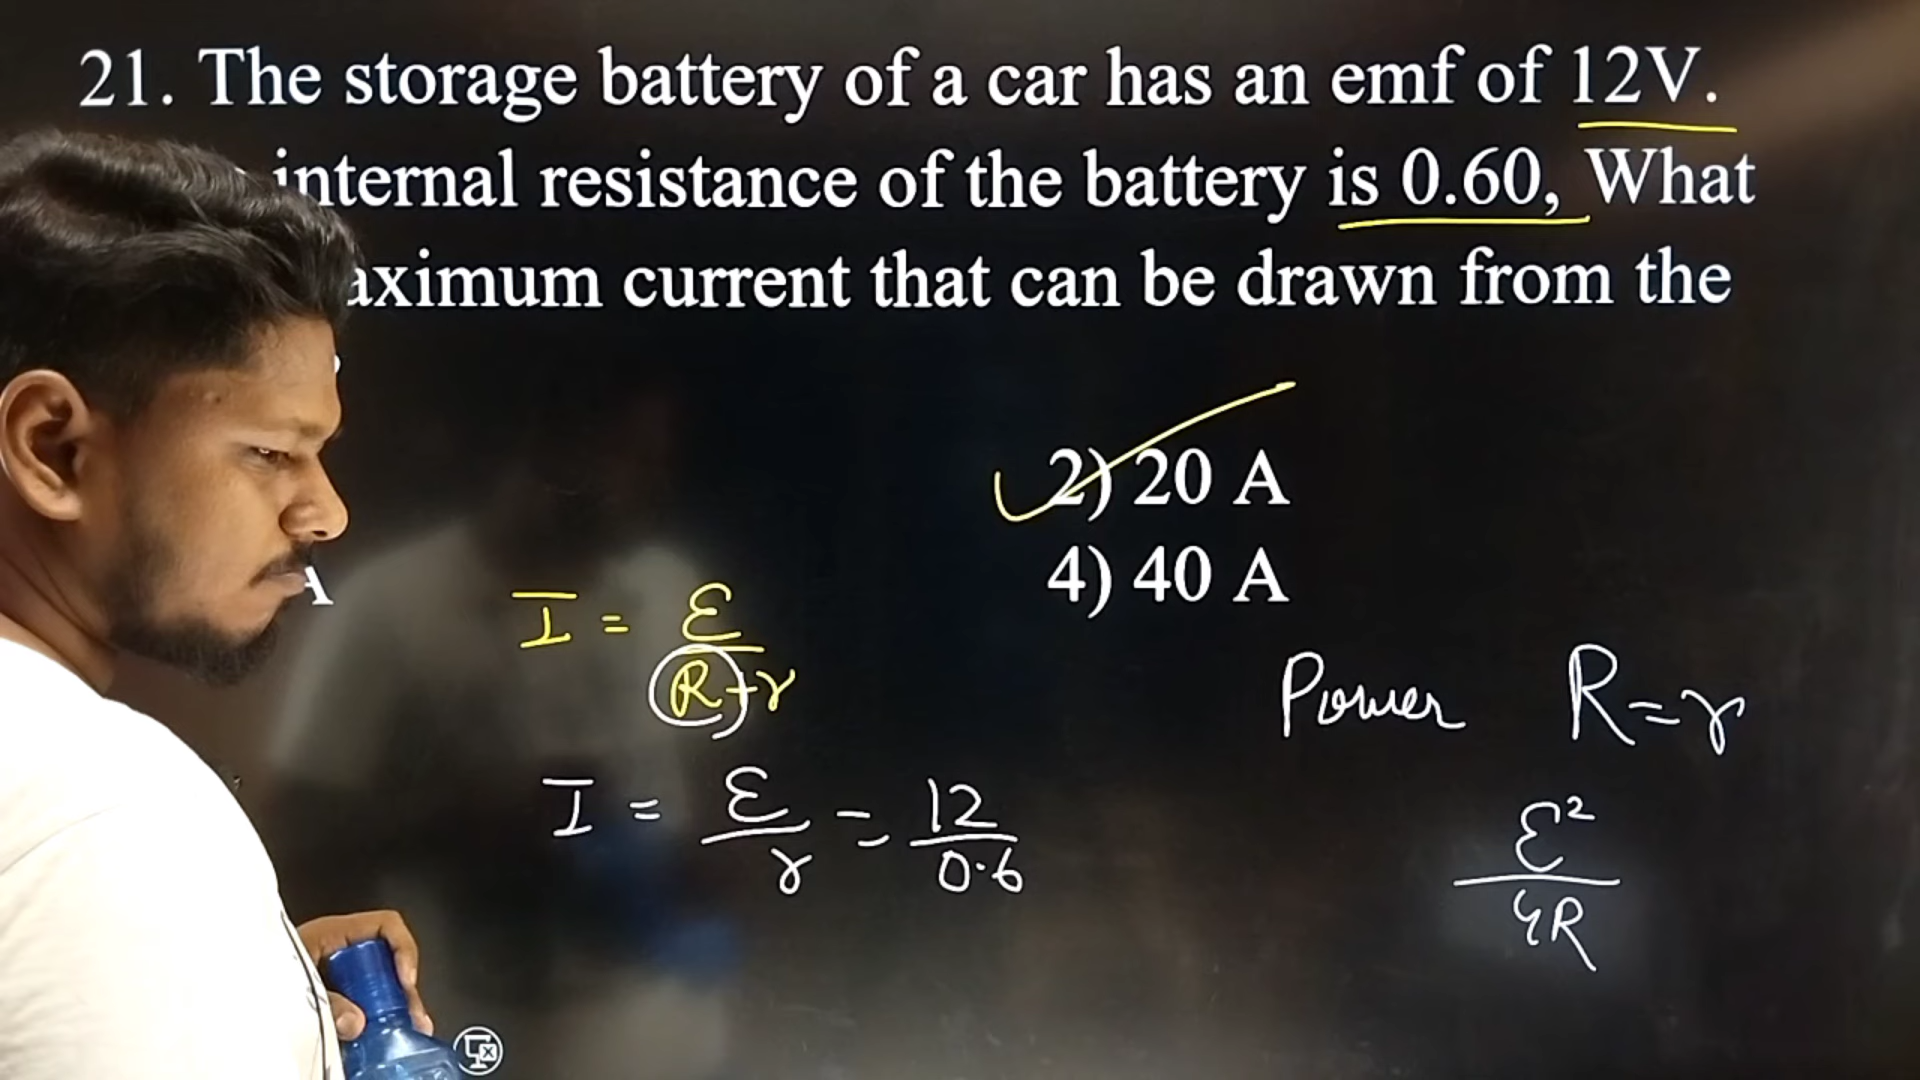 21. The storage battery of a car has an emf of 12V.
internal resistance of the battery is 0.60, What
aximum current that can be drawn from the
2) 20 A
A
4) 40 A
I = ε/(R+r)
Power R=r
I = ε/r = 12/0.6
ε²/4R